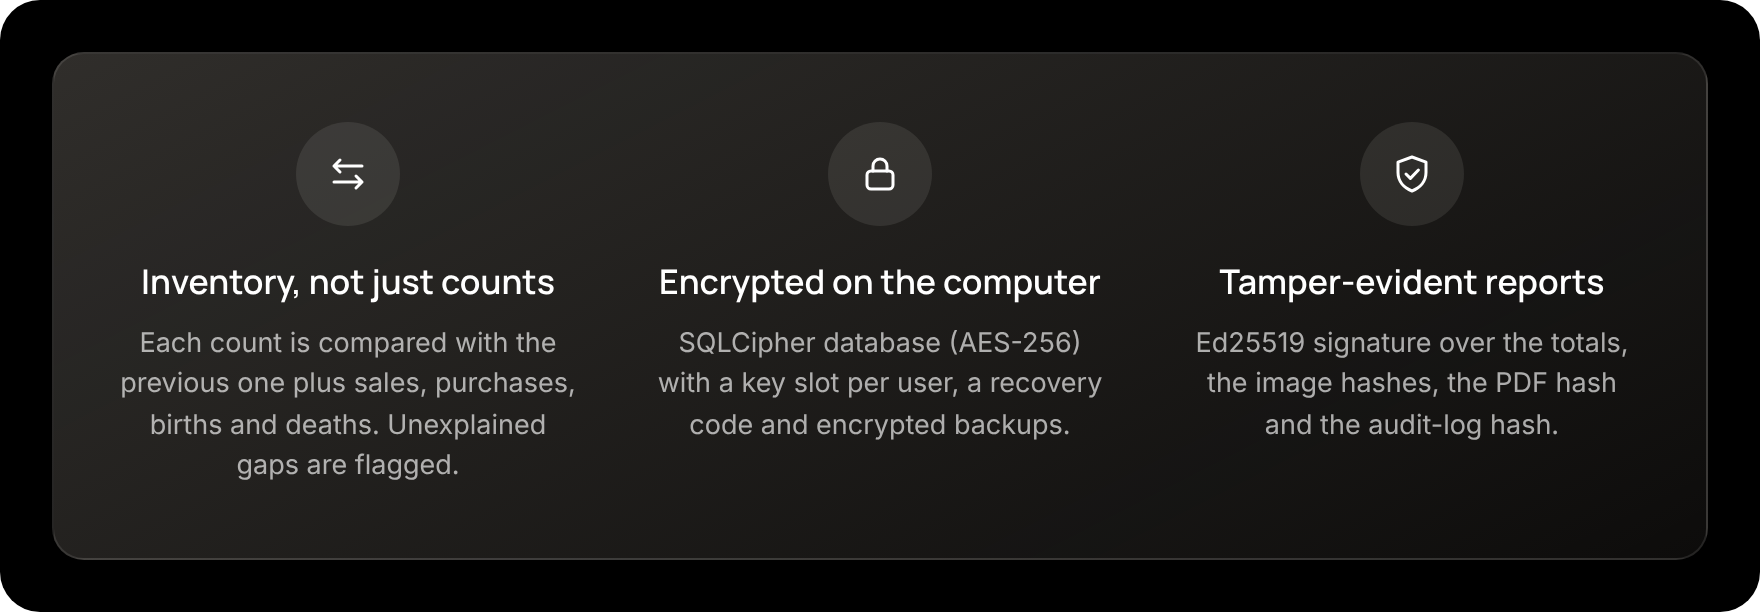 Inventory, not just counts
Each count is compared with the
previous one plus sales, purchases,
births and deaths. Unexplained
gaps are flagged.
Encrypted on the computer
SQLCipher database (AES-256)
with a key slot per user, a recovery
code and encrypted backups.
Tamper-evident reports
Ed25519 signature over the totals,
the image hashes, the PDF hash
and the audit-log hash.